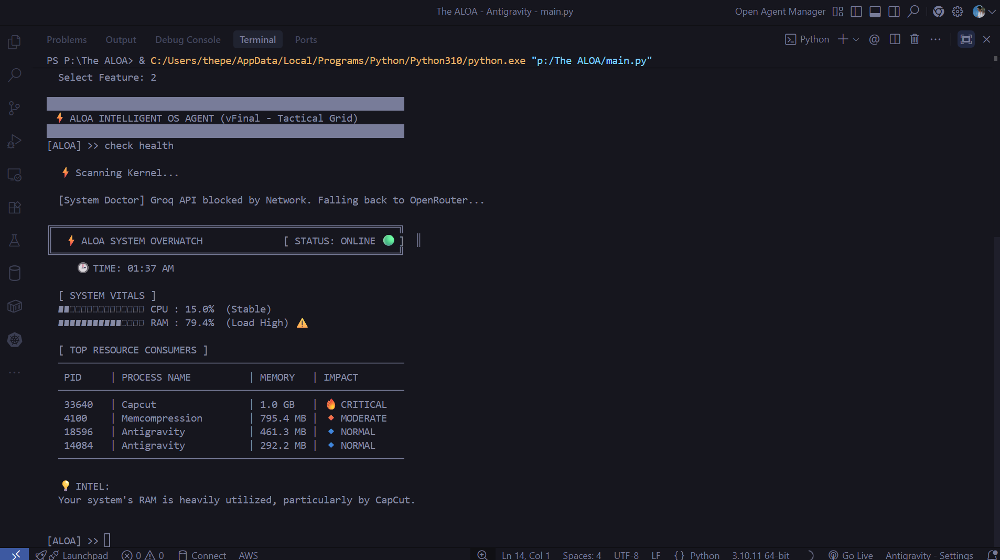 The ALOA - Antigravity - main.py
Open Agent Manager
Problems Output Debug Console Terminal Ports
Python
PS P:\The ALOA> & C:/Users/thepe/AppData/Local/Programs/Python/Python310/python.exe "p:/The ALOA/main.py"
Select Feature: 2
⚡ ALOA INTELLIGENT OS AGENT (vFinal - Tactical Grid)
[ALOA] >> check health
⚡ Scanning Kernel...
[System Doctor] Groq API blocked by Network. Falling back to OpenRouter...
⚡ ALOA SYSTEM OVERWATCH [ STATUS: ONLINE 🟢 ] ║
🕒 TIME: 01:37 AM
[ SYSTEM VITALS ]
■■□□□□□□□□□□□□□ CPU : 15.0% (Stable)
■■■■■■■■■■■□□□□ RAM : 79.4% (Load High) ⚠️
[ TOP RESOURCE CONSUMERS ]
PID | PROCESS NAME | MEMORY | IMPACT
33640 | Capcut | 1.0 GB | 🔥 CRITICAL
4100 | Memcompression | 795.4 MB | 🔸 MODERATE
18596 | Antigravity | 461.3 MB | 🔹 NORMAL
14084 | Antigravity | 292.2 MB | 🔹 NORMAL
💡 INTEL:
Your system's RAM is heavily utilized, particularly by CapCut.
[ALOA] >>
Launchpad 0 0 Connect AWS Ln 14, Col 1 Spaces: 4 UTF-8 LF {} Python 3.10.11 64-bit Go Live Antigravity - Settings